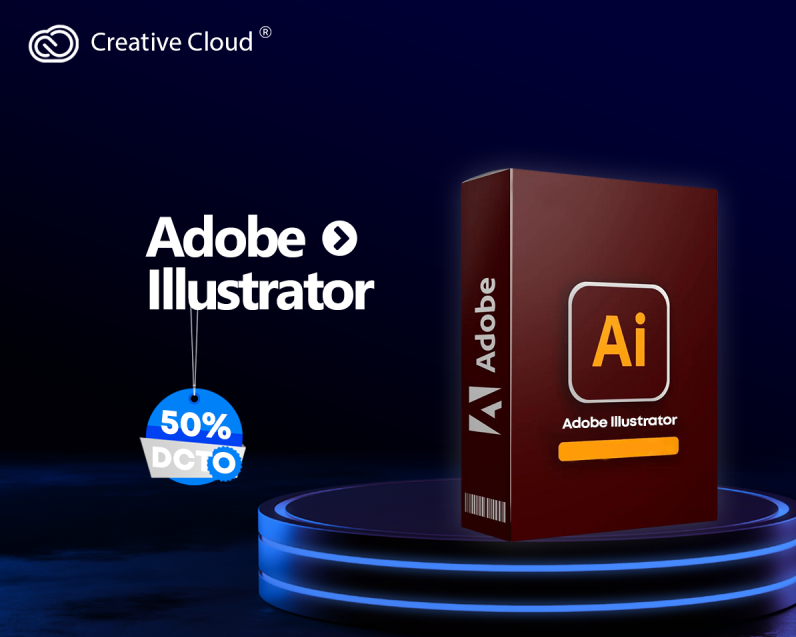 Creative Cloud ®
Adobe
Illustrator
50%
DCTO
Adobe
Ai
Adobe Illustrator